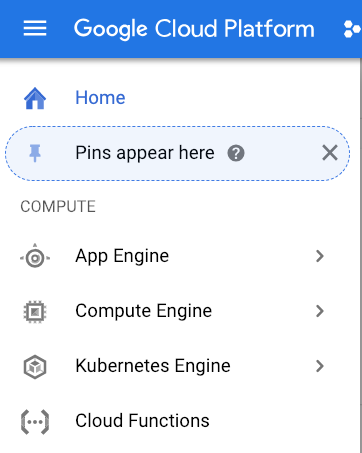 Google Cloud Platform
Home
Pins appear here
COMPUTE
App Engine
Compute Engine
Kubernetes Engine
Cloud Functions